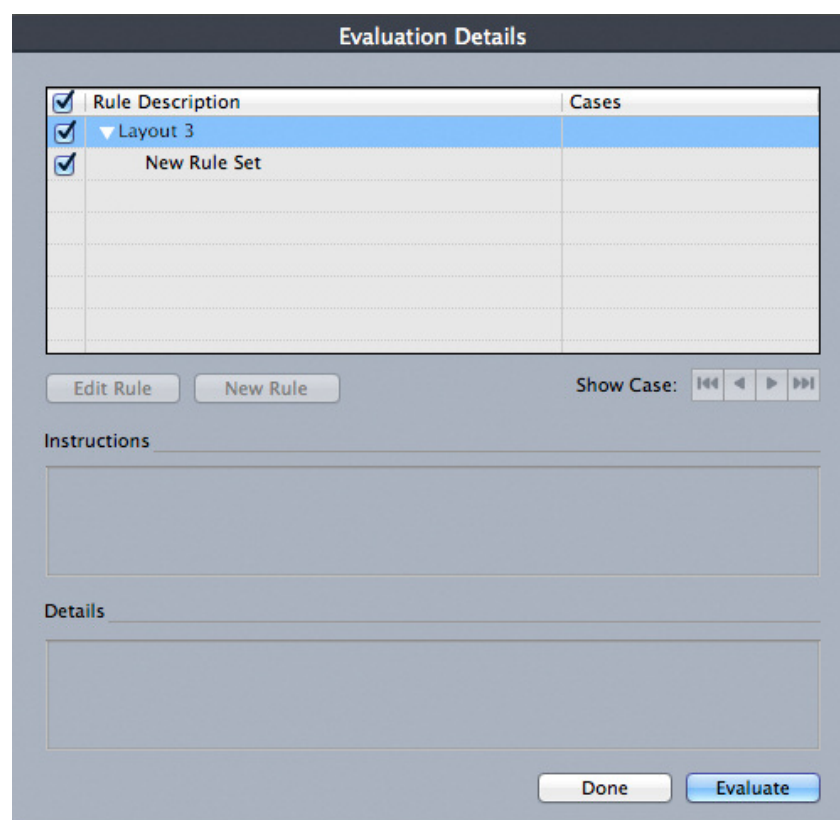 Evaluation Details
Rule Description Cases
Layout 3
New Rule Set
Edit Rule New Rule Show Case:
Instructions
Details
Done Evaluate